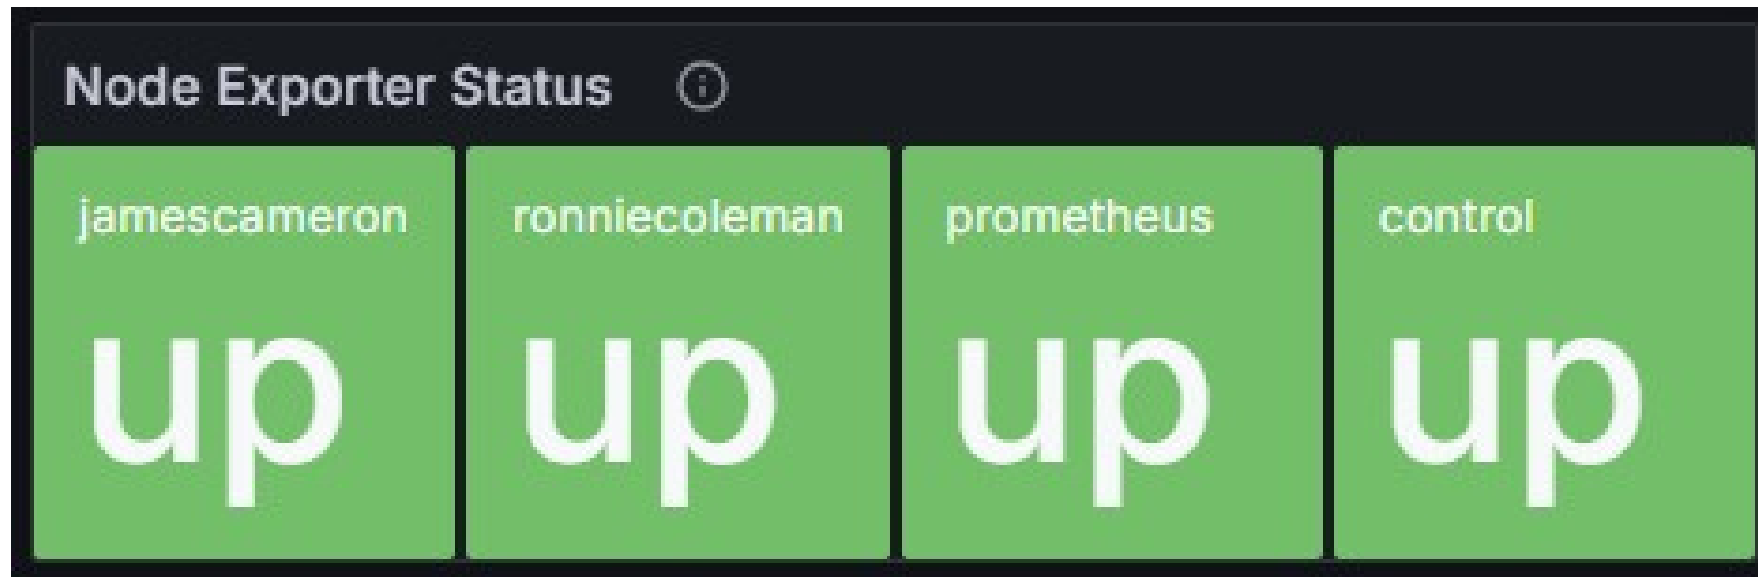 Node Exporter Status
jamescameron
up
ronniecoleman
up
prometheus
up
control
up